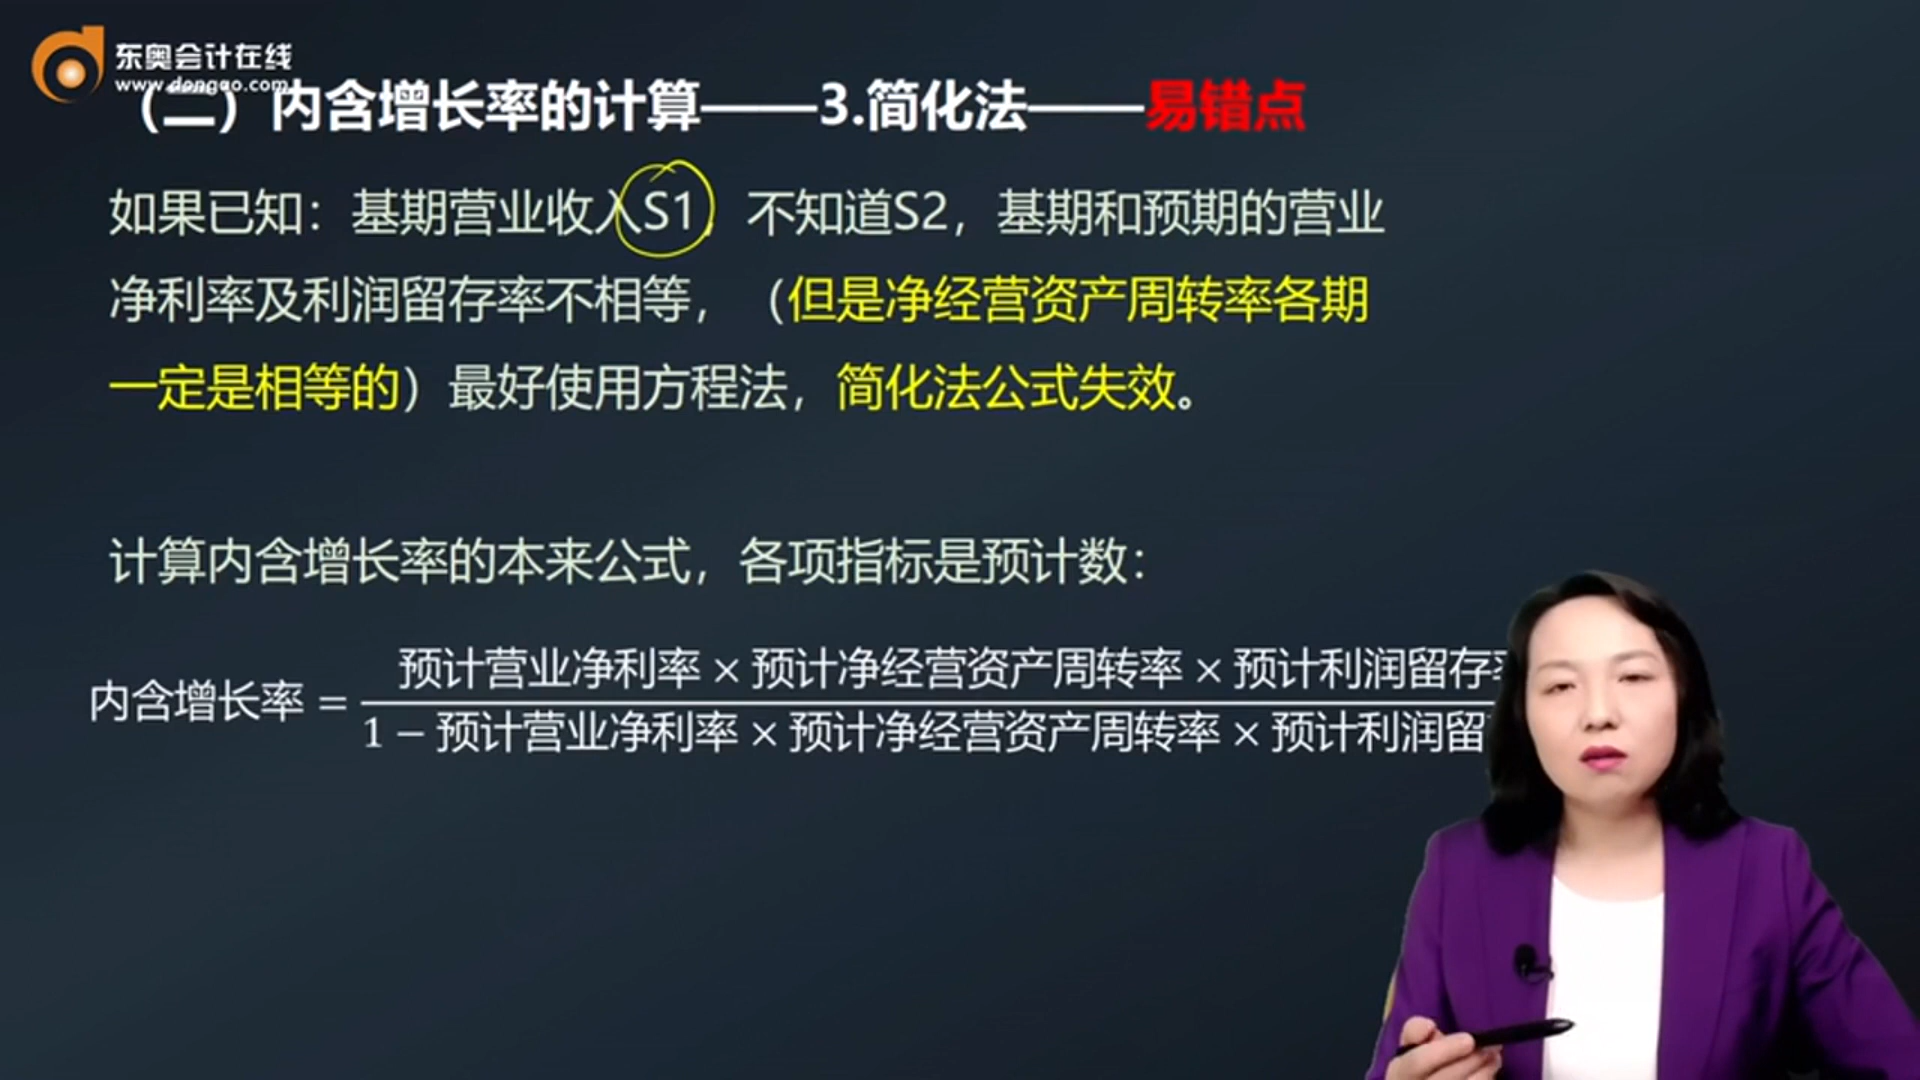 东奥会计在线
www.dongao.com
（二）内含增长率的计算——3.简化法——易错点
如果已知：基期营业收入S1，不知道S2，基期和预期的营业
净利率及利润留存率不相等，（但是净经营资产周转率各期
一定是相等的）最好使用方程法，简化法公式失效。
计算内含增长率的本来公式，各项指标是预计数：
预计营业净利率 × 预计净经营资产周转率 × 预计利润留存
内含增长率 =
1 − 预计营业净利率 × 预计净经营资产周转率 × 预计利润留